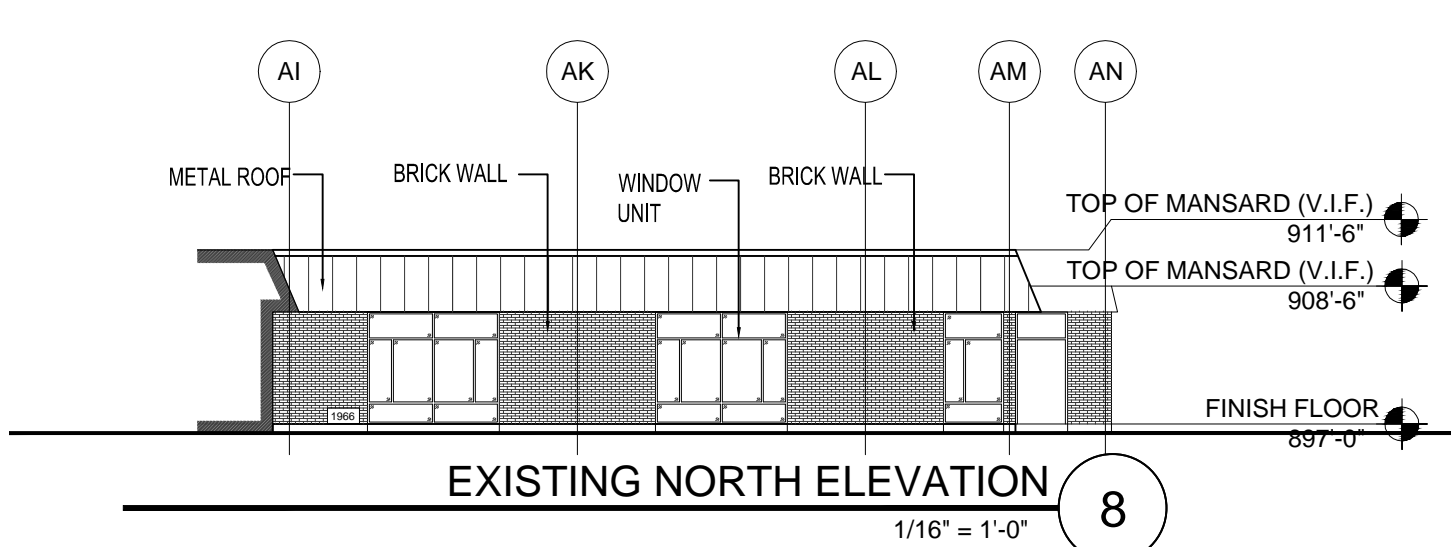 AI
AK
AL
AM
AN
METAL ROOF
BRICK WALL
WINDOW
UNIT
BRICK WALL
TOP OF MANSARD (V.I.F.)
911'-6"
TOP OF MANSARD (V.I.F.)
908'-6"
1966
FINISH FLOOR
897'-0"
EXISTING NORTH ELEVATION
8
1/16" = 1'-0"